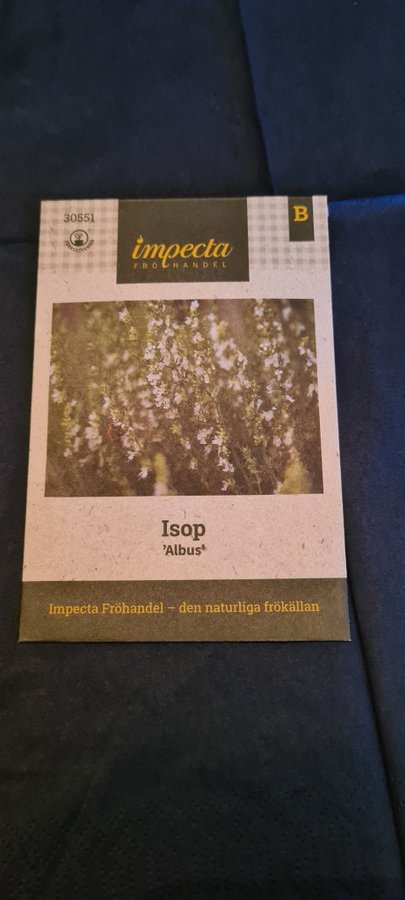 30551
B
impecta
FRÖHANDEL
Isop
'Albus'
Impecta Fröhandel – den naturliga frökällan